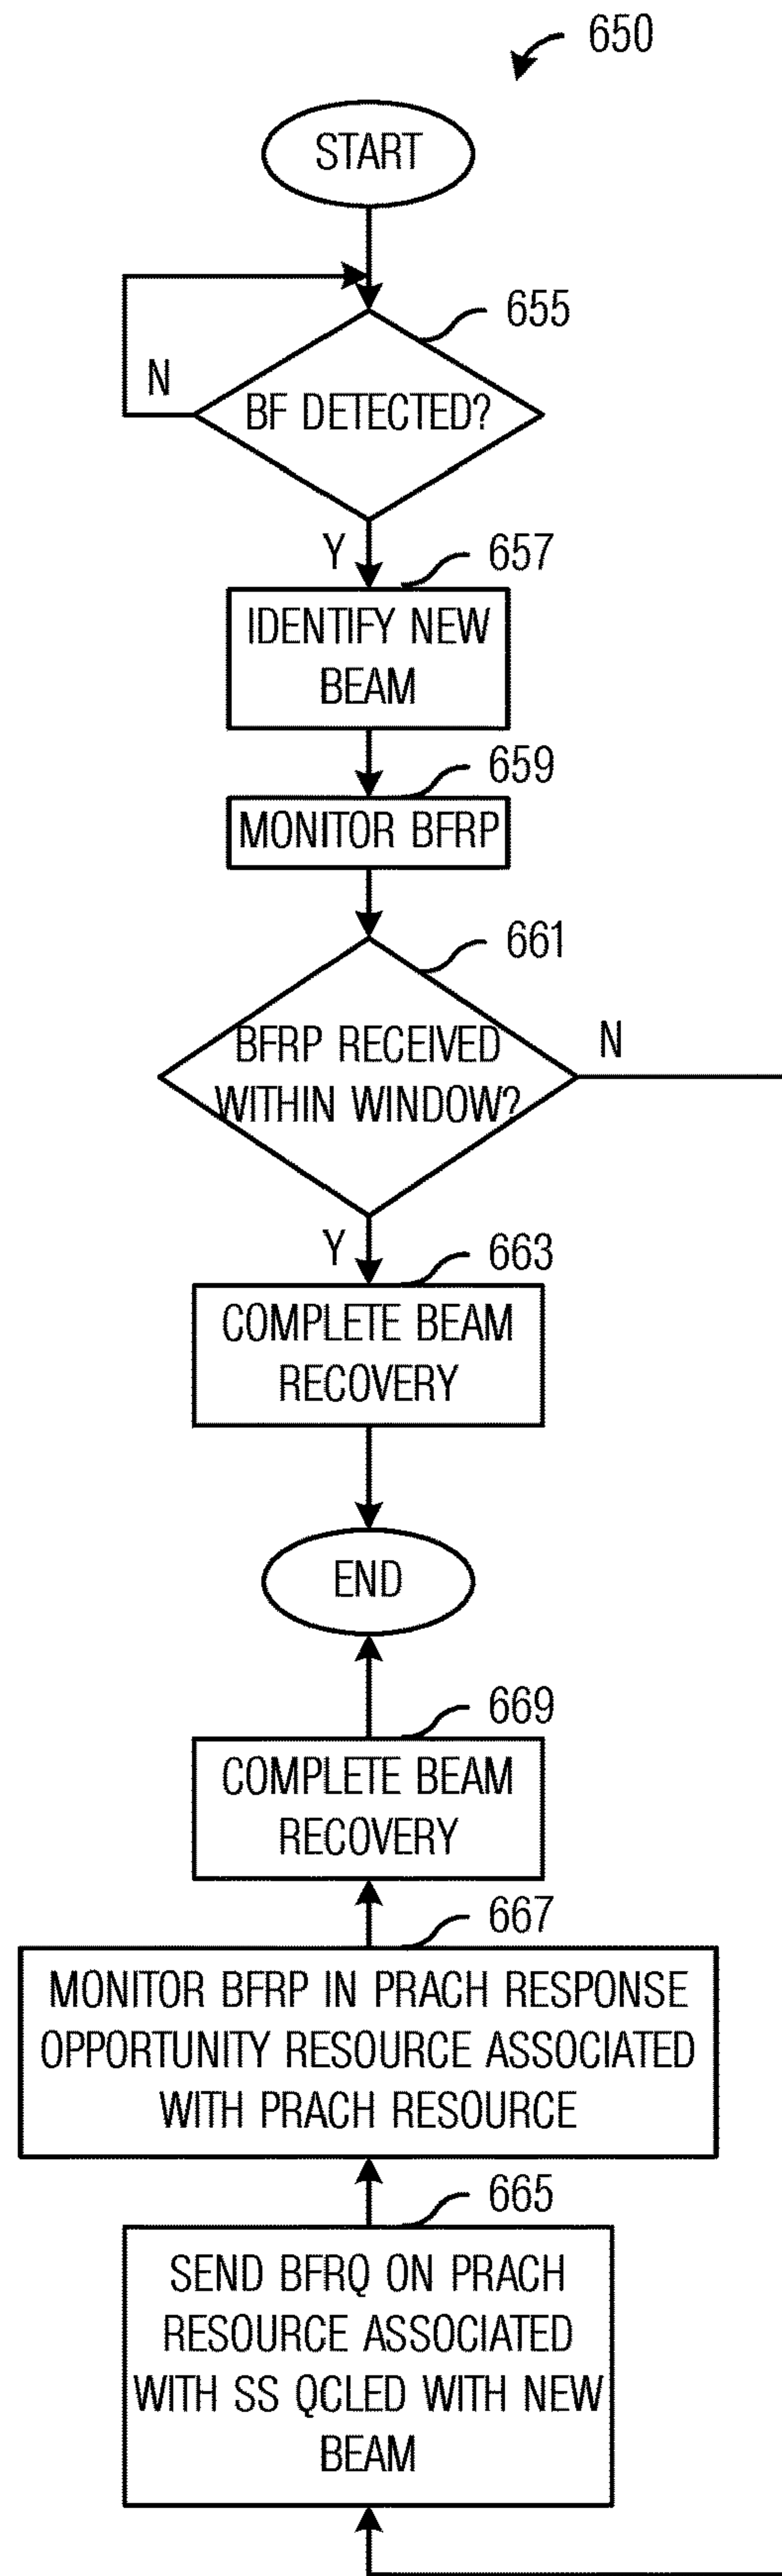 650
START
655
N
BF DETECTED?
Y
657
IDENTIFY NEW
BEAM
659
MONITOR BFRP
661
BFRP RECEIVED
WITHIN WINDOW?
N
Y
663
COMPLETE BEAM
RECOVERY
END
669
COMPLETE BEAM
RECOVERY
667
MONITOR BFRP IN PRACH RESPONSE
OPPORTUNITY RESOURCE ASSOCIATED
WITH PRACH RESOURCE
665
SEND BFRQ ON PRACH
RESOURCE ASSOCIATED
WITH SS QCLED WITH NEW
BEAM